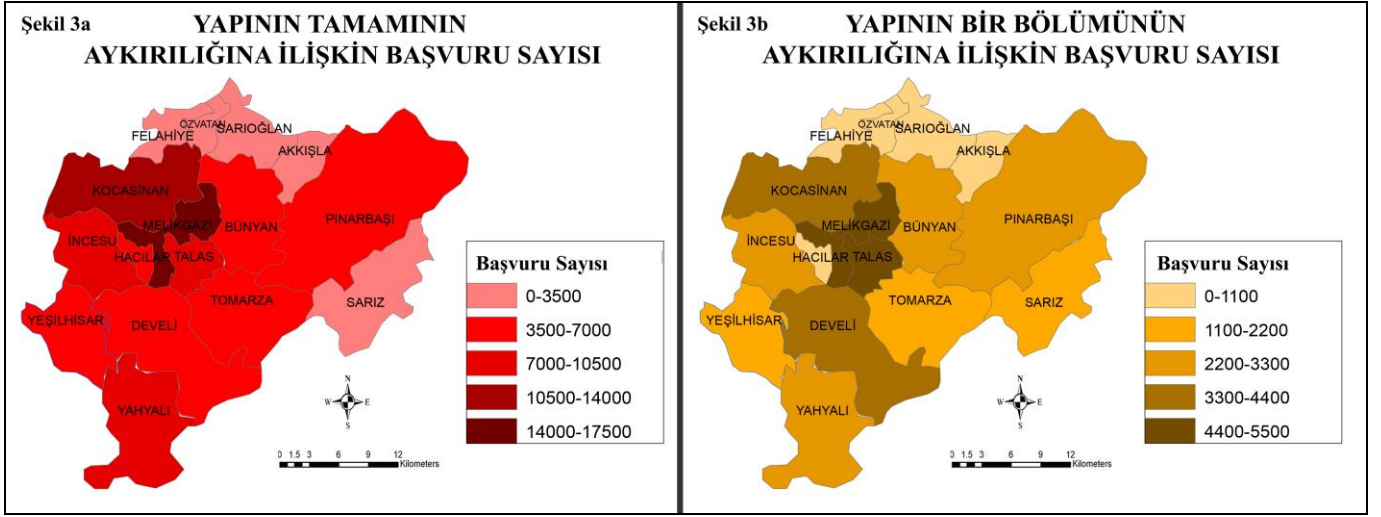 Şekil 3a
YAPININ TAMAMININ
AYKIRILIĞINA İLİŞKİN BAŞVURU SAYISI
ÖZVATAN
FELAHİYE
SARIOĞLAN
AKKIŞLA
KOCASİNAN
MELİKGAZİ
BÜNYAN
PINARBAŞI
İNCESU
HACILAR
TALAS
TOMARZA
SARIZ
YEŞİLHİSAR
DEVELİ
YAHYALI
Başvuru Sayısı
0-3500
3500-7000
7000-10500
10500-14000
14000-17500
N
W
E
S
0 1.5 3 6 9 12
Kilometers
Şekil 3b
YAPININ BİR BÖLÜMÜNÜN
AYKIRILIĞINA İLİŞKİN BAŞVURU SAYISI
ÖZVATAN
FELAHİYE
SARIOĞLAN
AKKIŞLA
KOCASİNAN
MELİKGAZİ
BÜNYAN
PINARBAŞI
İNCESU
HACILAR
TALAS
TOMARZA
SARIZ
YEŞİLHİSAR
DEVELİ
YAHYALI
Başvuru Sayısı
0-1100
1100-2200
2200-3300
3300-4400
4400-5500
N
W
E
S
0 1.5 3 6 9 12
Kilometers